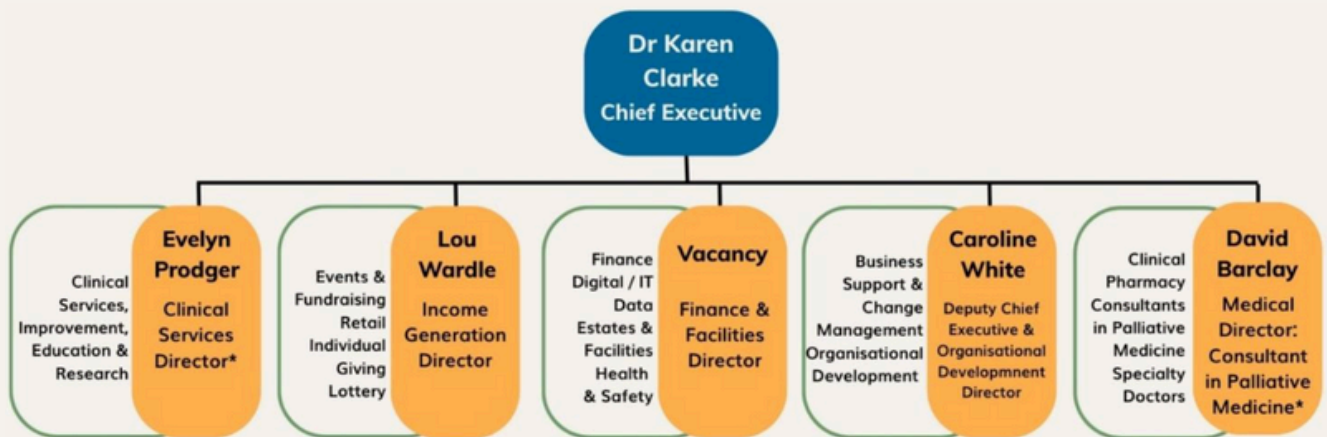 Dr Karen
Clarke
Chief Executive
Clinical
Services,
Improvement,
Education &
Research
Evelyn
Prodger
Clinical
Services
Director*
Events &
Fundraising
Retail
Individual
Giving
Lottery
Lou
Wardle
Income
Generation
Director
Finance
Digital / IT
Data
Estates &
Facilities
Health
& Safety
Vacancy
Finance &
Facilities
Director
Business
Support &
Change
Management
Organisational
Development
Caroline
White
Deputy Chief
Executive &
Organisational
Developmnent
Director
Clinical
Pharmacy
Consultants
in Palliative
Medicine
Specialty
Doctors
David
Barclay
Medical
Director:
Consultant
in Palliative
Medicine*